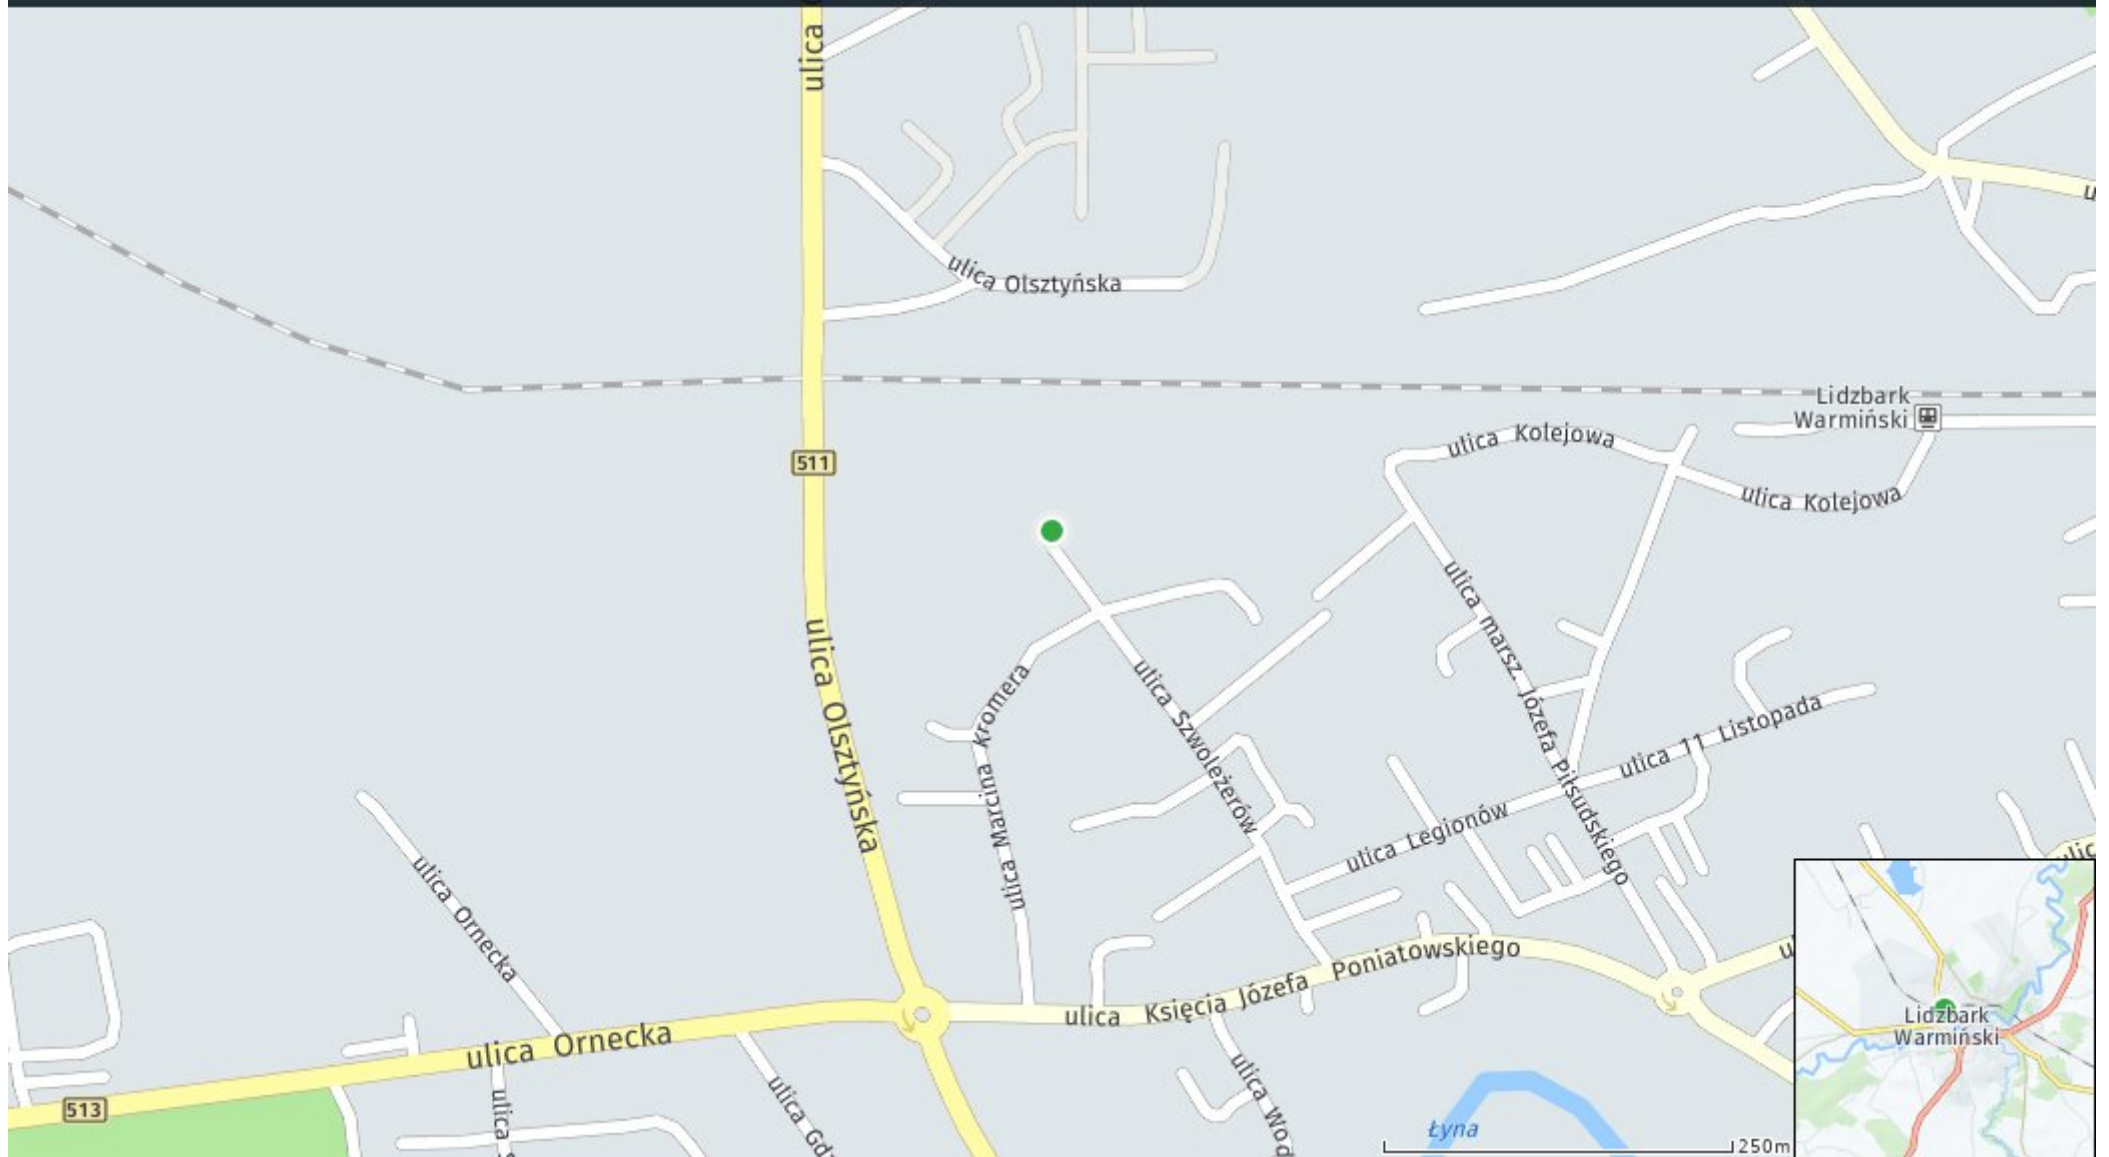 ulica
ulica Olsztyńska
Lidzbark
Warmiński
ulica Kolejowa
511
ulica Kolejowa
ulica marsz. Józefa Piłsudskiego
ulica Olsztyńska
ulica Szwoleżerów
ulica Marcina Kromera
ulica 11 Listopada
ulica Legionów
ulica Ornecka
ulica Księcia Józefa Poniatowskiego
ulica Ornecka
Lidzbark
Warmiński
ulica
ulica
513
Łyna
250m